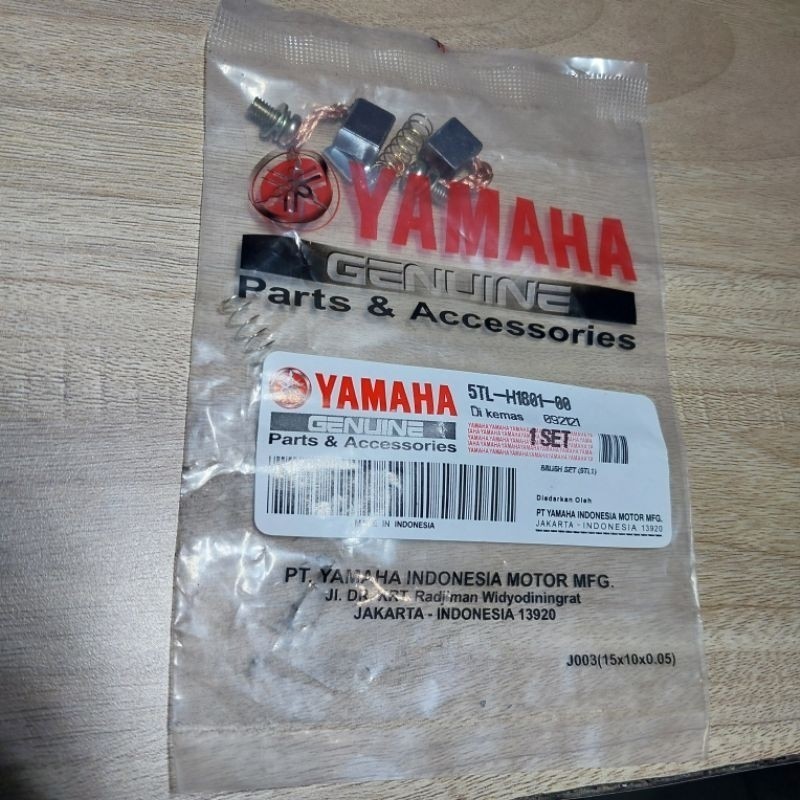 YAMAHA
GENUINE
Parts & Accessories
YAMAHA
GENUINE
Parts & Accessories
5TL-H1801-00
Di kemas 092121
1 SET
BRUSH SET (5TL1)
Diedarkan Oleh
PT YAMAHA INDONESIA MOTOR MFG.
JAKARTA - INDONESIA 13920
MADE IN INDONESIA
PT. YAMAHA INDONESIA MOTOR MFG.
Jl. DR. KRT. Radjiman Widyodiningrat
JAKARTA - INDONESIA 13920
J003(15x10x0.05)